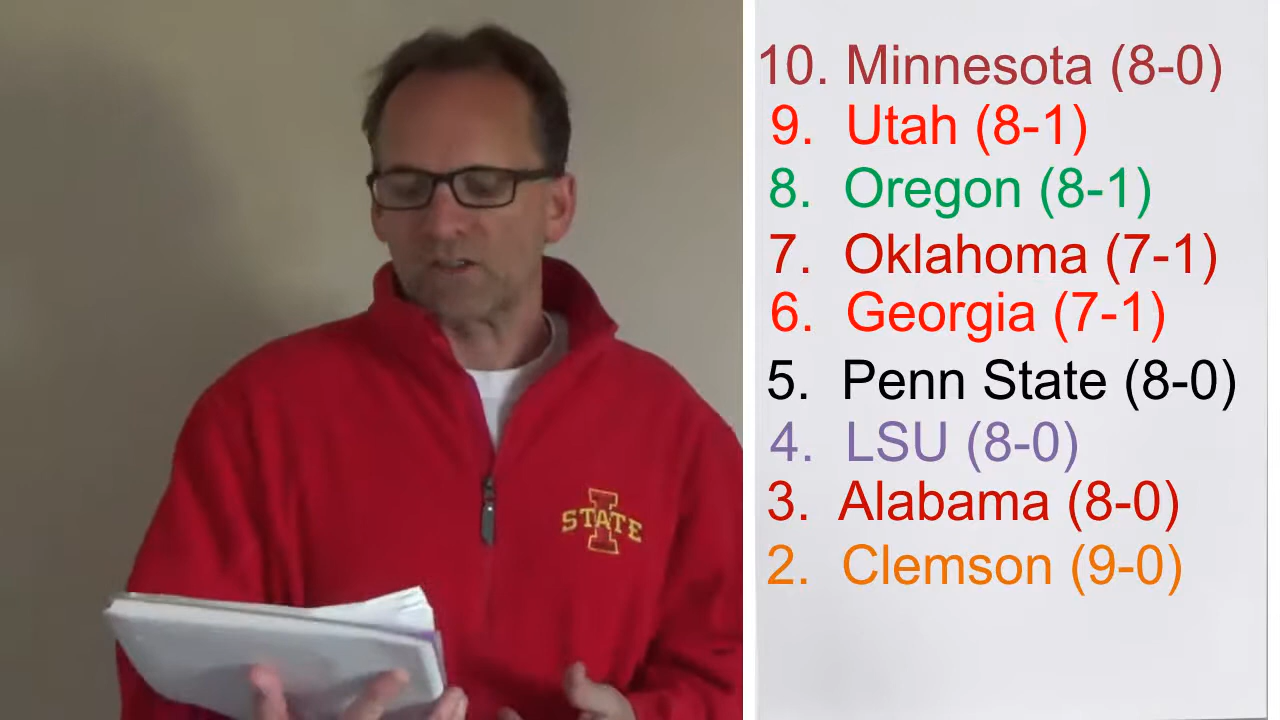 I
STATE
10. Minnesota (8-0)
9. Utah (8-1)
8. Oregon (8-1)
7. Oklahoma (7-1)
6. Georgia (7-1)
5. Penn State (8-0)
4. LSU (8-0)
3. Alabama (8-0)
2. Clemson (9-0)